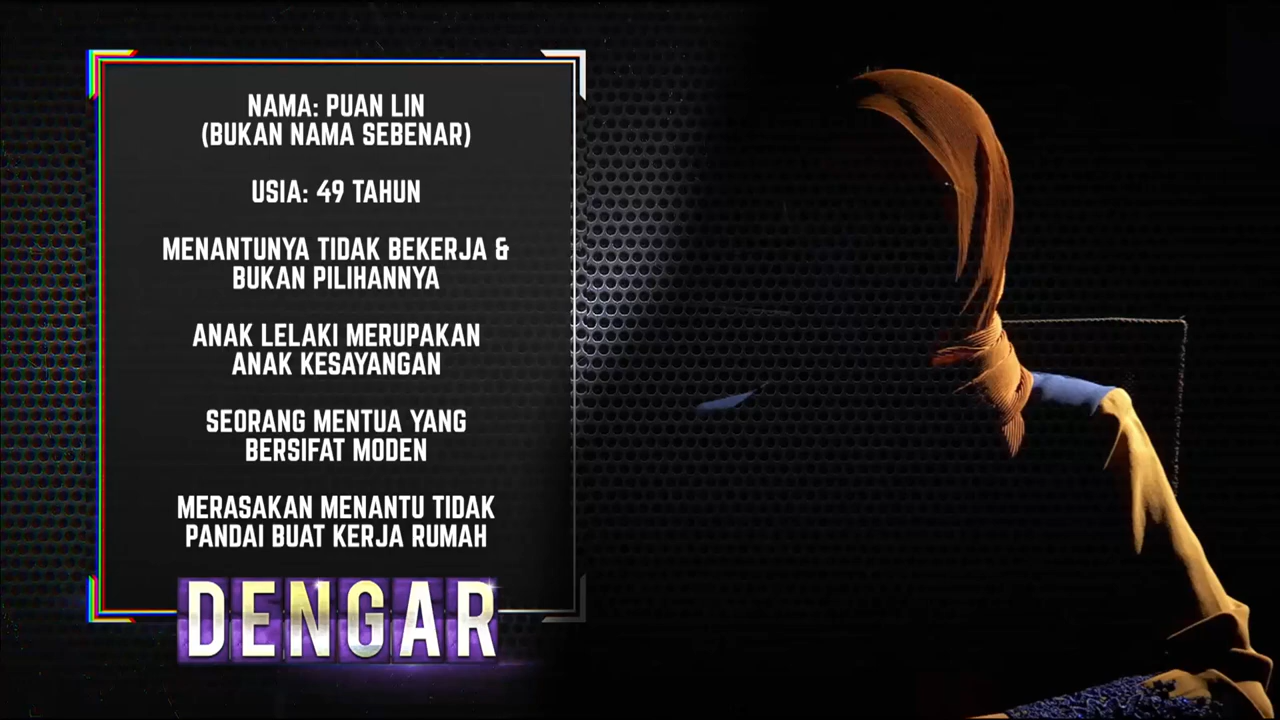 NAMA: PUAN LIN
(BUKAN NAMA SEBENAR)
USIA: 49 TAHUN
MENANTUNYA TIDAK BEKERJA &
BUKAN PILIHANNYA
ANAK LELAKI MERUPAKAN
ANAK KESAYANGAN
SEORANG MENTUA YANG
BERSIFAT MODEN
MERASAKAN MENANTU TIDAK
PANDAI BUAT KERJA RUMAH
DENGAR